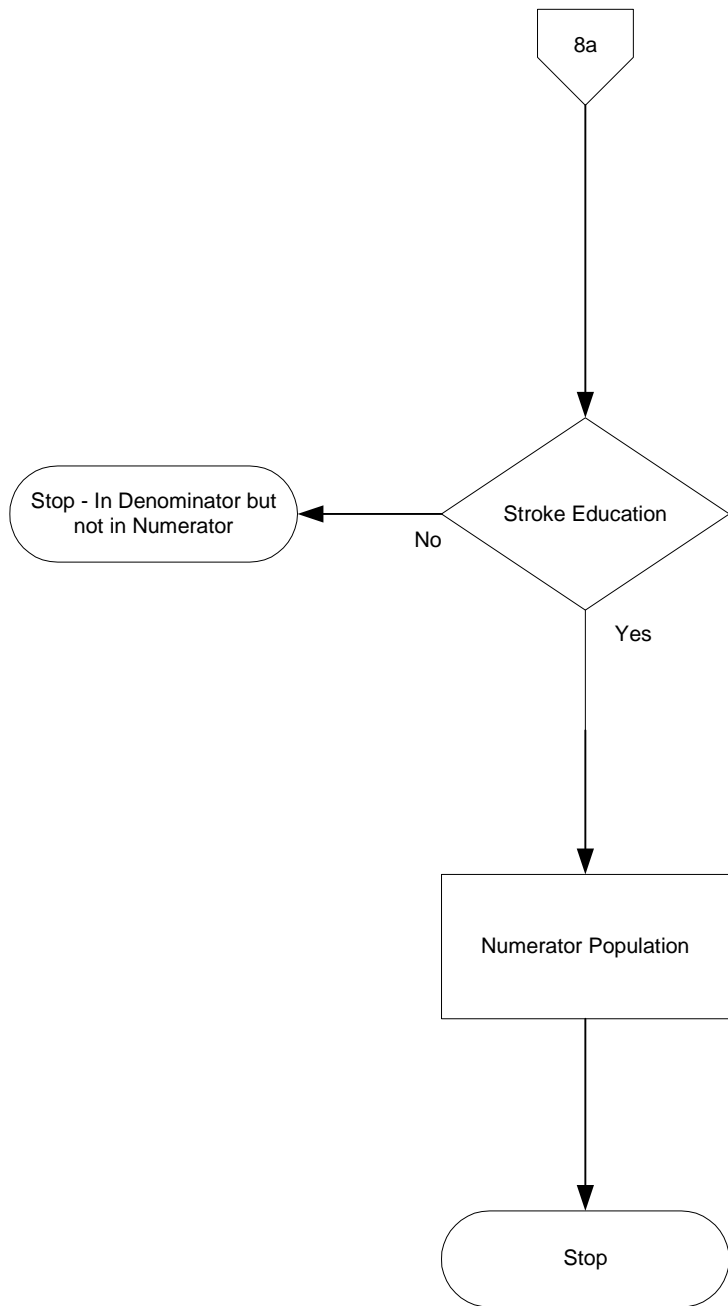 8a
Stroke Education
Stop - In Denominator but
not in Numerator
No
Yes
Numerator Population
Stop